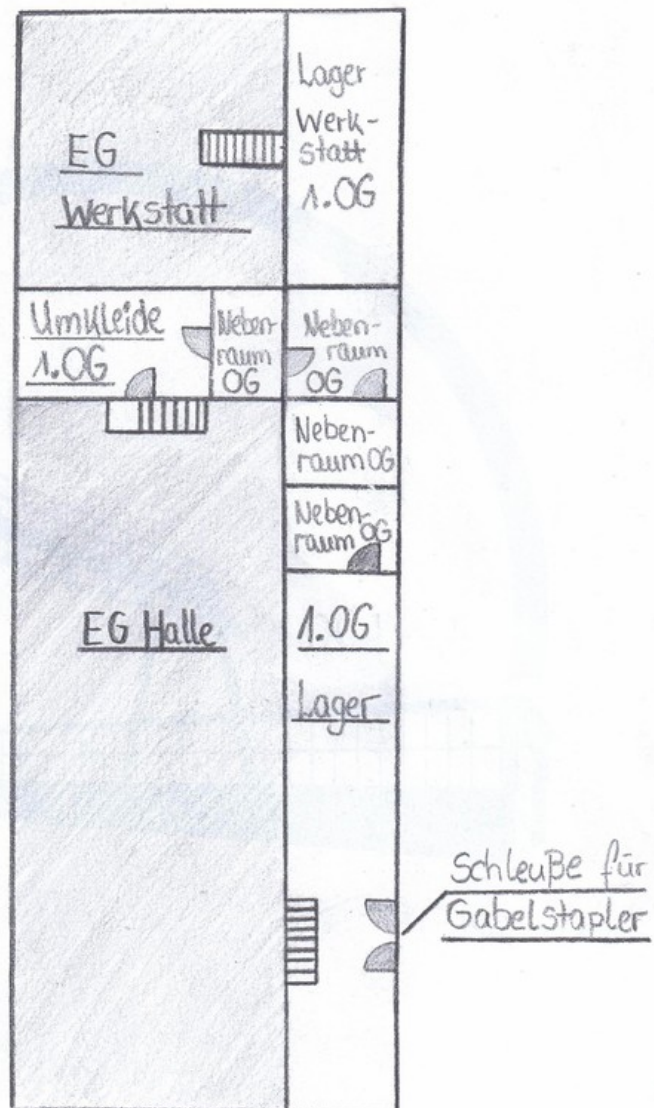 EG
Werkstatt
Lager
Werk-
statt
1.OG
Umkleide
1.OG
Neben-
raum
OG
Neben-
raum
OG
Neben-
raum OG
Neben-
raum OG
EG Halle
1.OG
Lager
Schleuße für
Gabelstapler